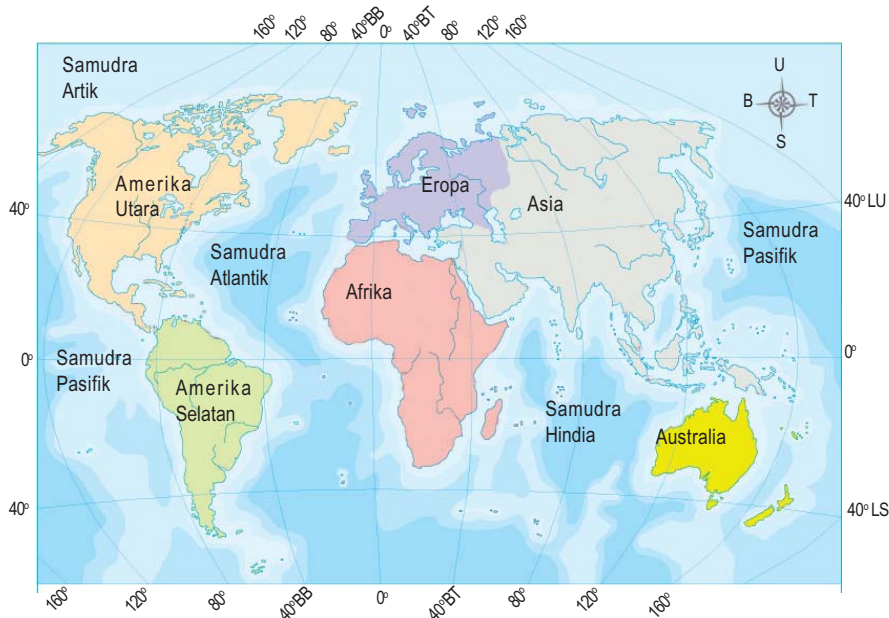 160° 120° 80° 40°BB 0° 40°BT 80° 120° 160°
Samudra
Artik
U
B T
S
Amerika
Utara
Eropa
Asia
40°
40° LU
Samudra
Atlantik
Samudra
Pasifik
Afrika
0°
Samudra
Pasifik
0°
Amerika
Selatan
Samudra
Hindia
Australia
40°
40° LS
160° 120° 80° 40°BB 0° 40°BT 80° 120° 160°